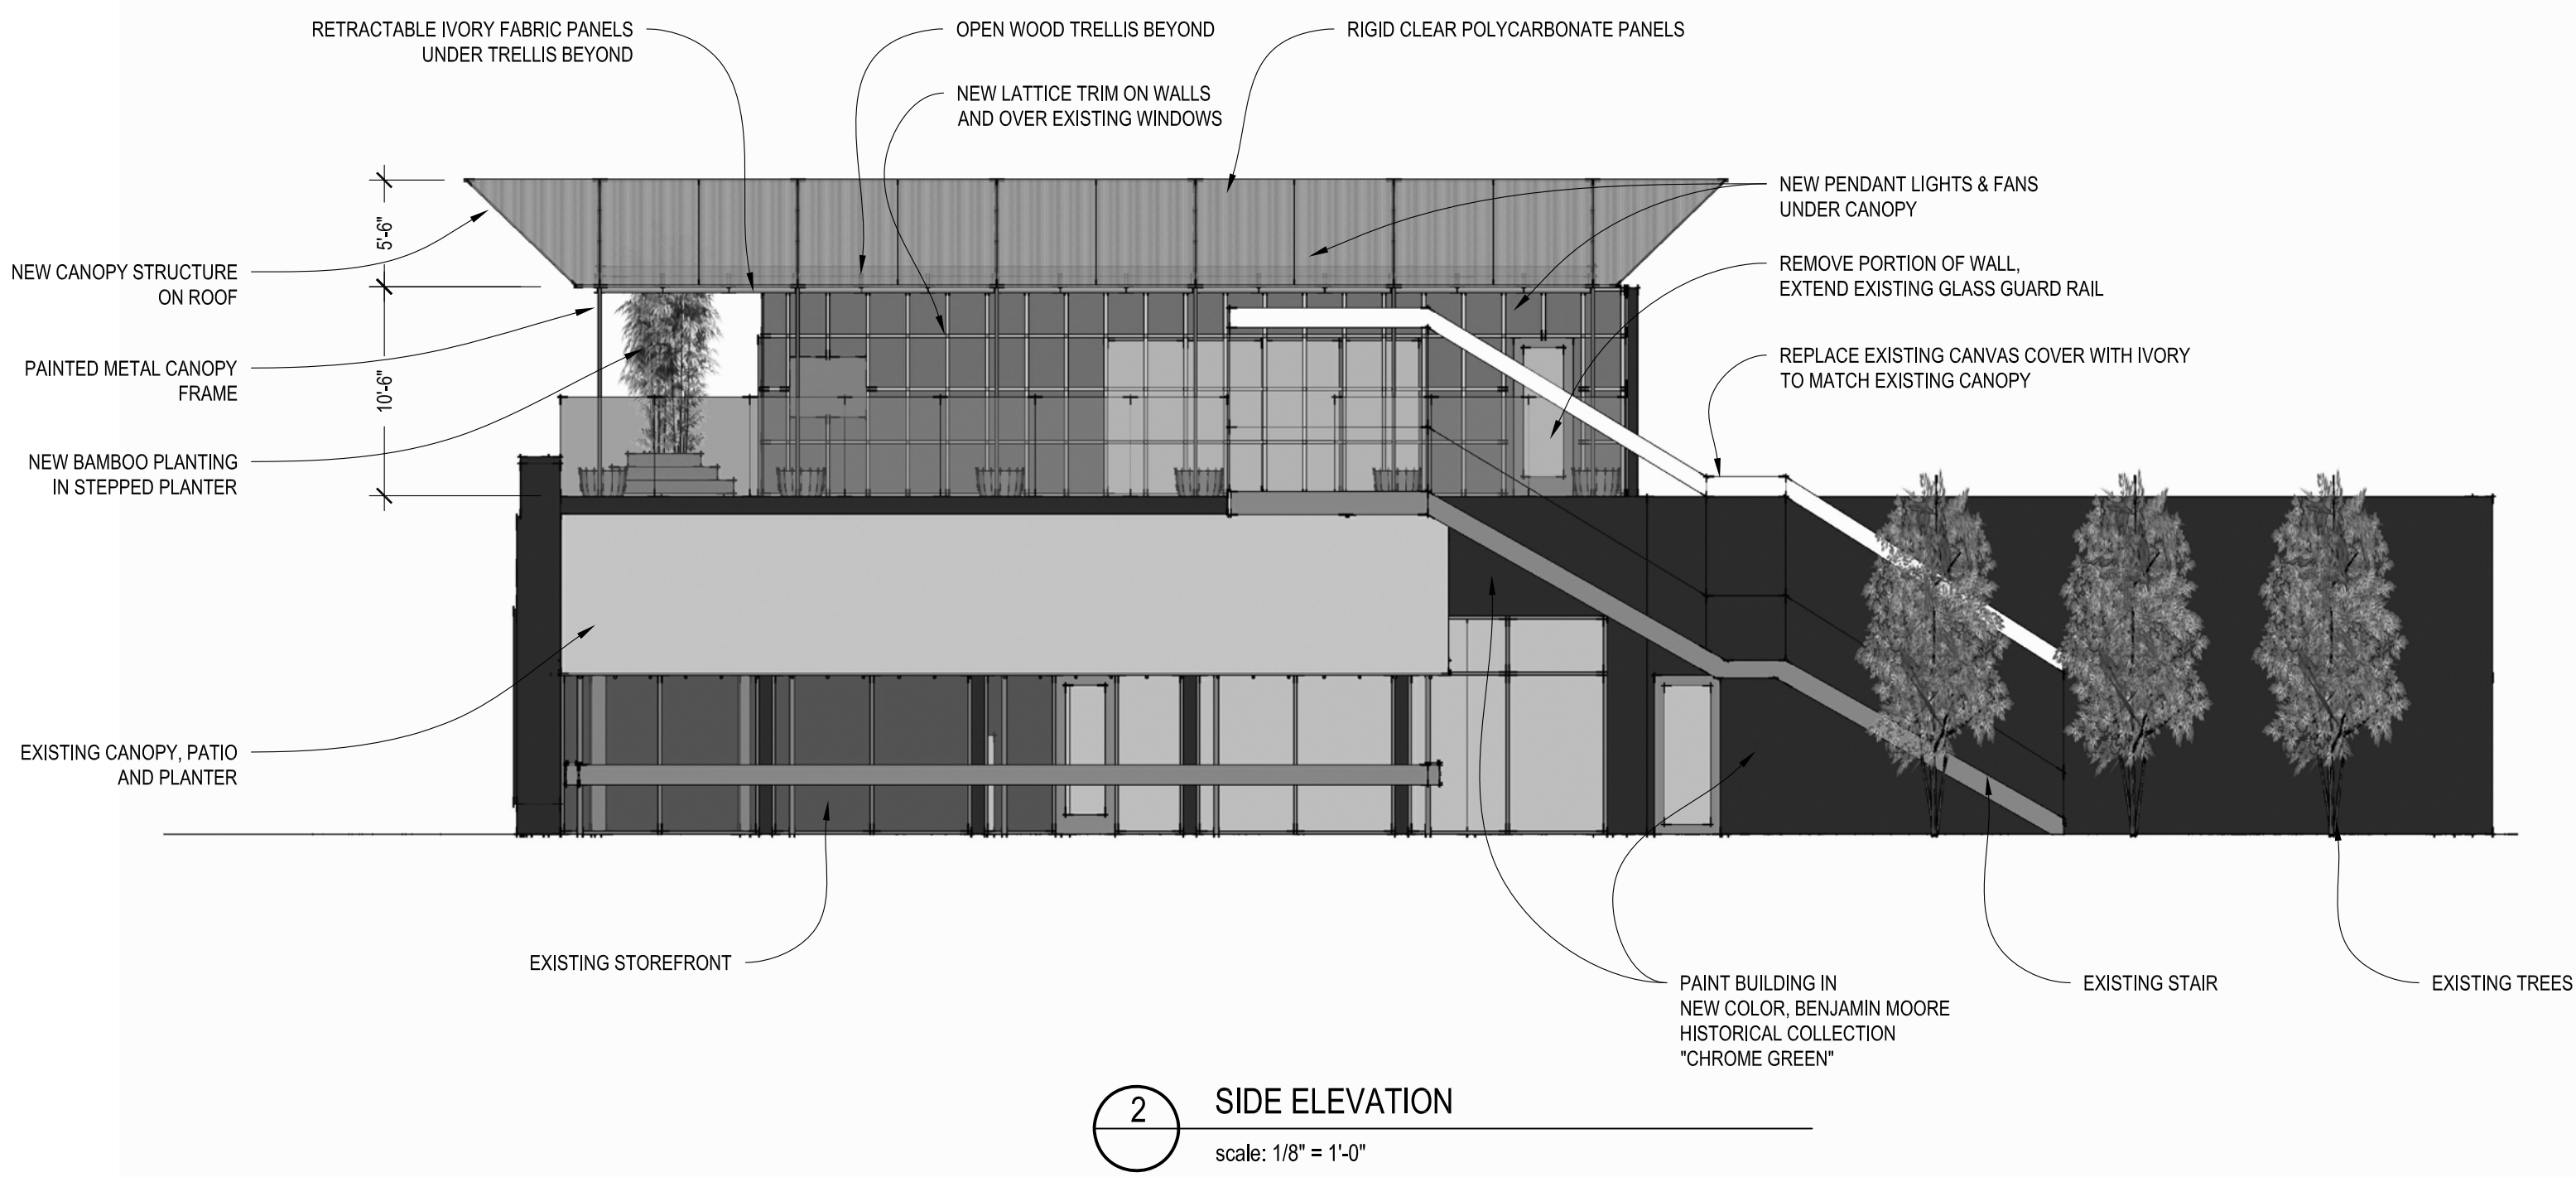 RETRACTABLE IVORY FABRIC PANELS
UNDER TRELLIS BEYOND
OPEN WOOD TRELLIS BEYOND
RIGID CLEAR POLYCARBONATE PANELS
NEW LATTICE TRIM ON WALLS
AND OVER EXISTING WINDOWS
NEW PENDANT LIGHTS & FANS
UNDER CANOPY
5'-6"
NEW CANOPY STRUCTURE
ON ROOF
REMOVE PORTION OF WALL,
EXTEND EXISTING GLASS GUARD RAIL
PAINTED METAL CANOPY
FRAME
10'-6"
REPLACE EXISTING CANVAS COVER WITH IVORY
TO MATCH EXISTING CANOPY
NEW BAMBOO PLANTING
IN STEPPED PLANTER
EXISTING CANOPY, PATIO
AND PLANTER
EXISTING STOREFRONT
PAINT BUILDING IN
NEW COLOR, BENJAMIN MOORE
HISTORICAL COLLECTION
"CHROME GREEN"
EXISTING STAIR
EXISTING TREES
2
SIDE ELEVATION
scale: 1/8" = 1'-0"